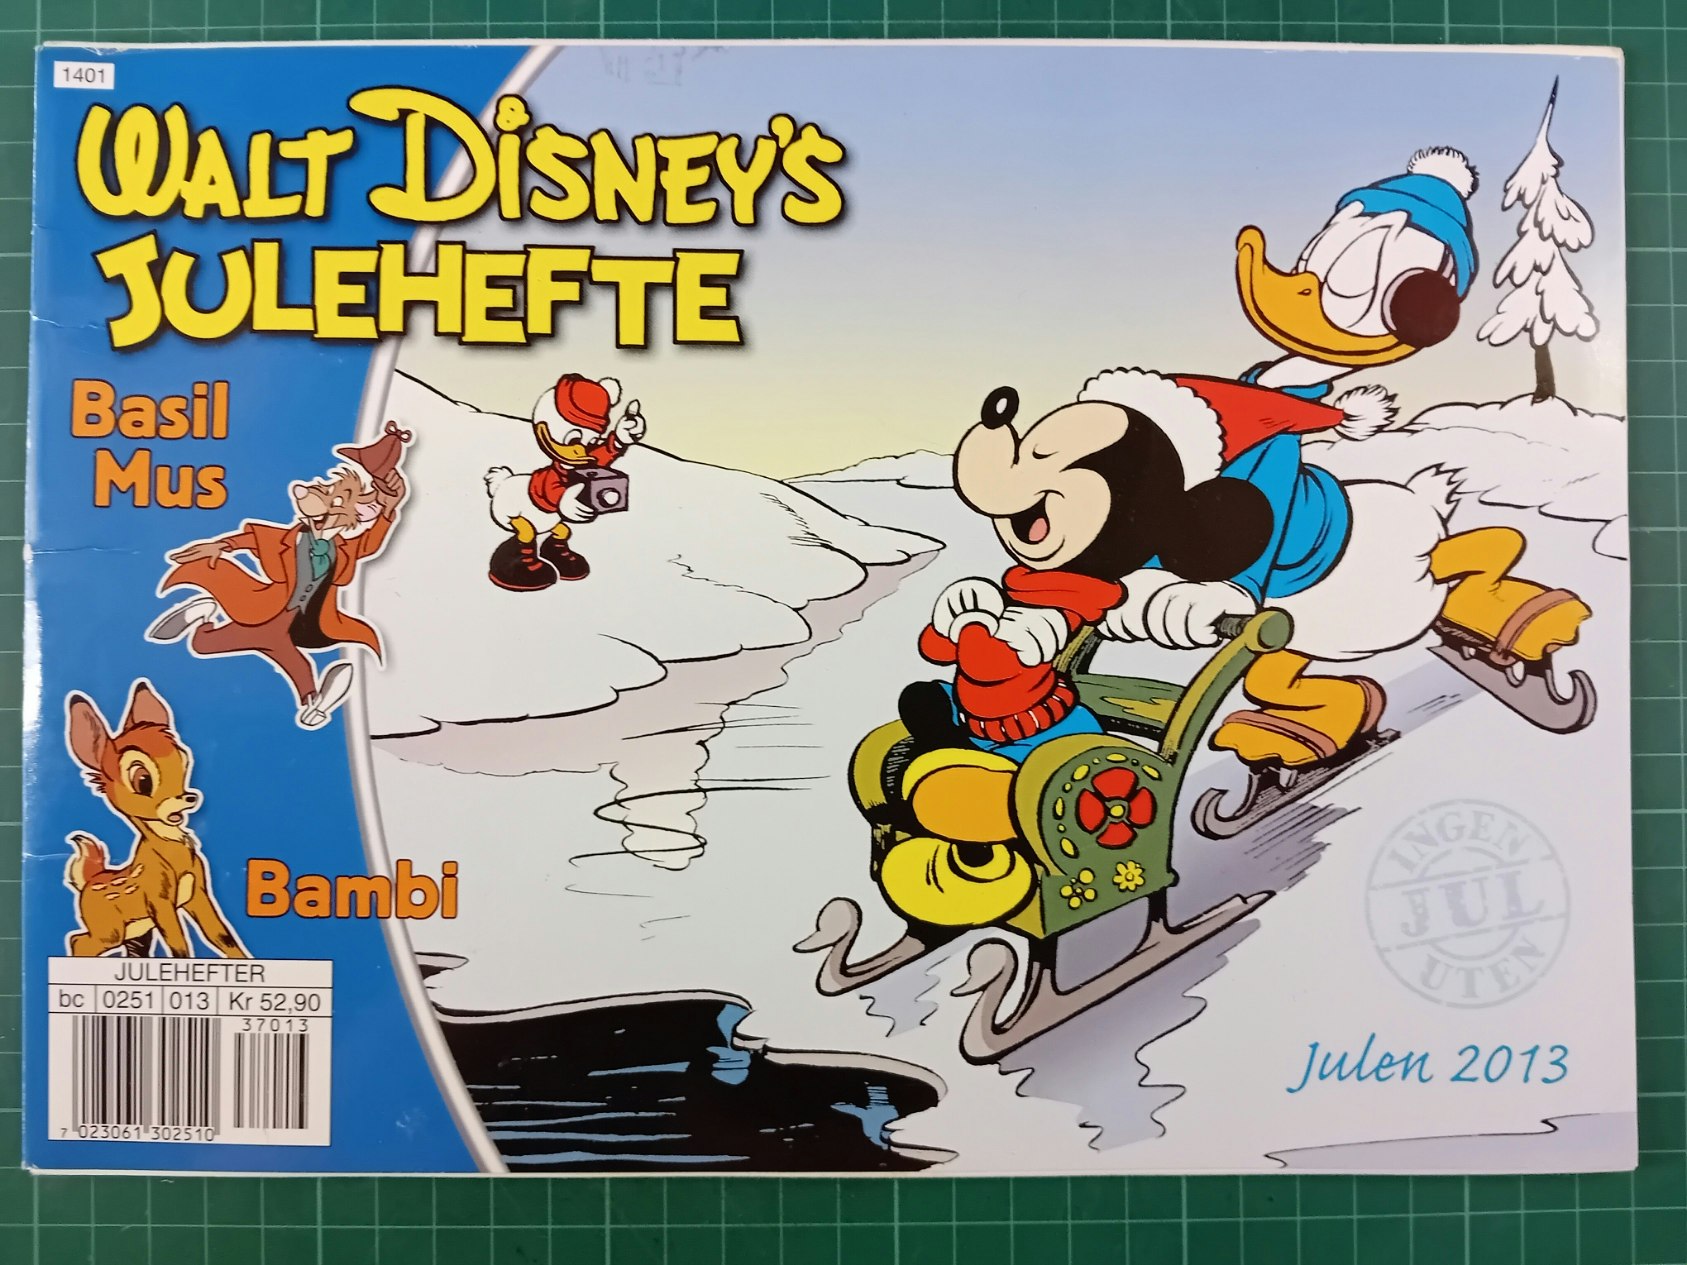 1401
WALT DISNEY'S
JULEHEFTE
Basil
Mus
Bambi
JULEHEFTER
bc 0251 013 Kr 52,90
37013
7 023061 302510
INGEN
JUL
UTEN
Julen 2013